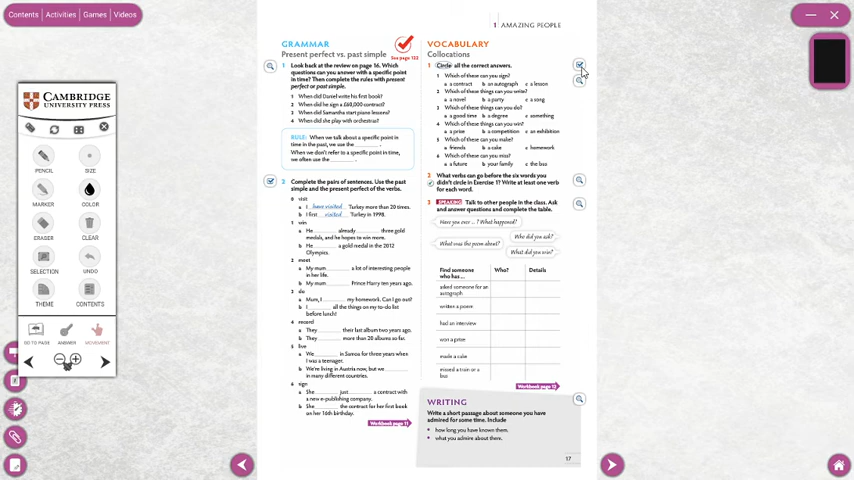 Contents
Activities
Games
Videos
CAMBRIDGE
UNIVERSITY PRESS
PENCIL
SIZE
MARKER
COLOR
ERASER
CLEAR
SELECTION
UNDO
THEME
CONTENTS
GO TO PAGE
ANSWER
MOVEMENT
1 AMAZING PEOPLE
GRAMMAR
Present perfect vs. past simple
See page 122
1 Look back at the review on page 16. Which
questions can you answer with a specific point
in time? Then complete the rules with present
perfect or past simple.
1 When did Daniel write his first book?
2 When did he sign a £60,000 contract?
3 When did Samantha start piano lessons?
4 When did she play with orchestras?
RULE: When we talk about a specific point in
time in the past, we use the ______.
When we don't refer to a specific point in time,
we often use the ______.
2 Complete the pairs of sentences. Use the past
simple and the present perfect of the verbs.
0 visit
a I have visited Turkey more than 20 times.
b I first visited Turkey in 1998.
1 win
a He ______ already ______ three gold
medals, and he hopes to win more.
b He ______ a gold medal in the 2012
Olympics.
2 meet
a My mum ______ a lot of interesting people
in her life.
b My mum ______ Prince Harry ten years ago.
3 do
a Mum, I ______ my homework. Can I go out?
b I ______ all the things on my to-do list
before lunch!
4 record
a They ______ their last album two years ago.
b They ______ more than 20 albums so far.
5 live
a We ______ in Samoa for three years when
I was a teenager.
b We're living in Austria now, but we ______
in many different countries.
6 sign
a She ______ just ______ a contract with
a new e-publishing company.
b She ______ the contract for her first book
on her 16th birthday.
Workbook page 11
VOCABULARY
Collocations
1 Circle all the correct answers.
1 Which of these can you sign?
a a contract b an autograph c a lesson
2 Which of these things can you write?
a a novel b a party c a song
3 Which of these things can you do?
a a good time b a degree c something
4 Which of these things can you win?
a a prize b a competition c an exhibition
5 Which of these things can you make?
a friends b a cake c homework
6 Which of these can you miss?
a a future b your family c the bus
2 What verbs can go before the six words you
didn't circle in Exercise 1? Write at least one verb
for each word.
3 SPEAKING Talk to other people in the class. Ask
and answer questions and complete the table.
Have you ever ... ? What happened?
Who did you ask?
What was the poem about?
What did you win?
Find someone
who has ... Who? Details
asked someone for an
autograph
written a poem
had an interview
won a prize
made a cake
missed a train or a
bus
Workbook page 12
WRITING
Write a short passage about someone you have
admired for some time. Include
• how long you have known them.
• what you admire about them.
17